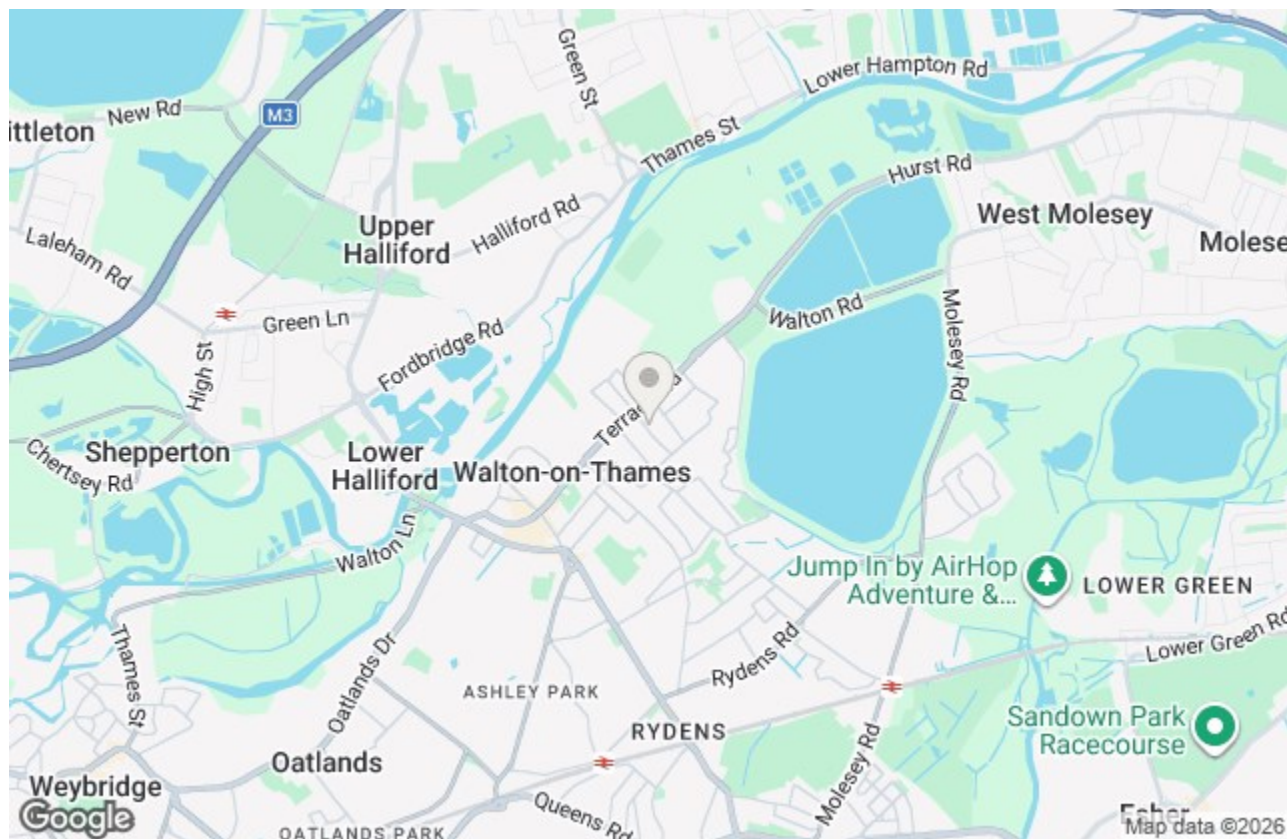 Green St
Lower Hampton Rd
New Rd
M3
ittleton
Thames St
Hurst Rd
West Molesey
Upper
Halliford
Halliford Rd
Molese
Laleham Rd
Green Ln
Walton Rd
Molesey Rd
High St
Fordbridge Rd
Terra
Shepperton
Chertsey Rd
Lower
Halliford
Walton-on-Thames
Walton Ln
Jump In by AirHop
Adventure &...
LOWER GREEN
Thames St
Oatlands Dr
Rydens Rd
Lower Green Rd
ASHLEY PARK
RYDENS
Sandown Park
Racecourse
Oatlands
Molesey Rd
Weybridge
Queens Rd
Esher
Google
OATLANDS PARK
Map data ©2026